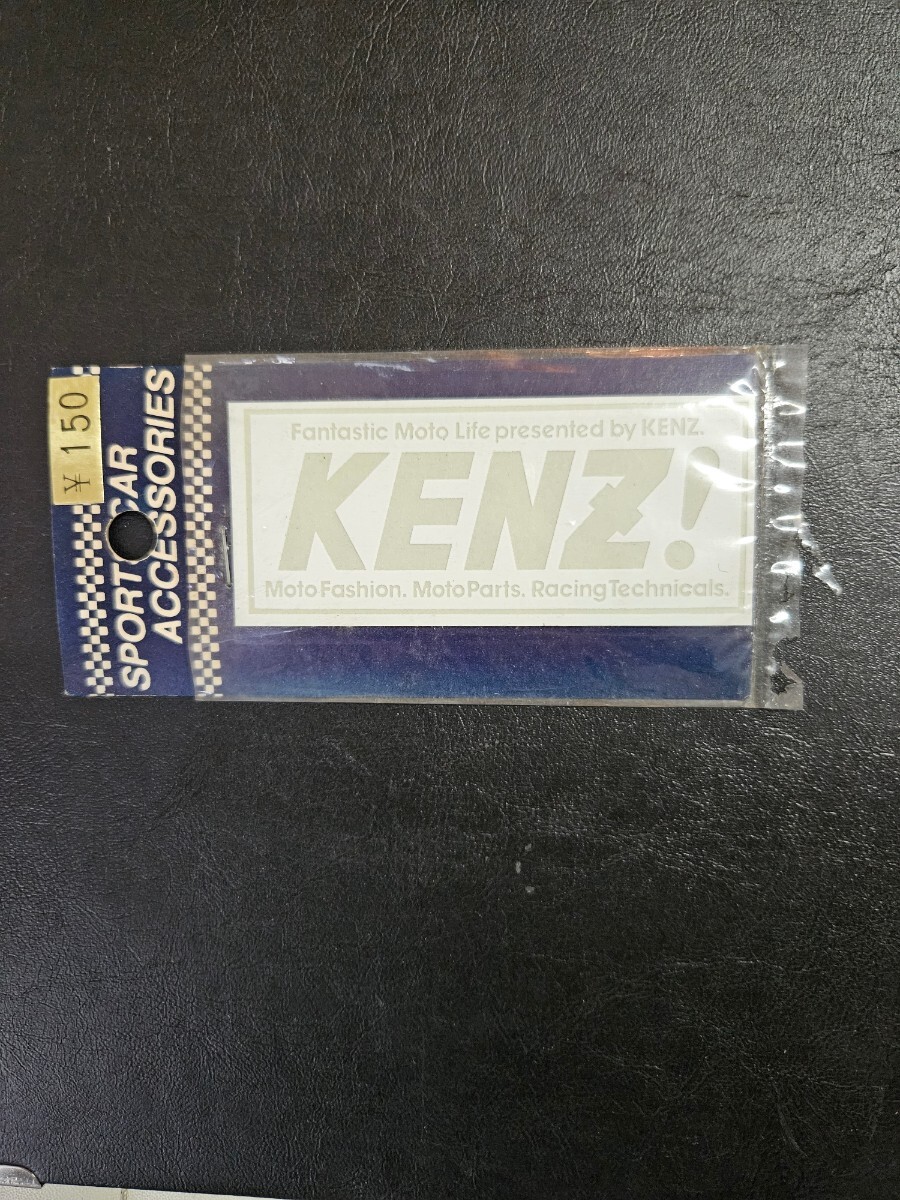 ¥150
SPORT CAR
ACCESSORIES
Fantastic Moto Life presented by KENZ.
KENZ!
Moto Fashion. Moto Parts. Racing Technicals.